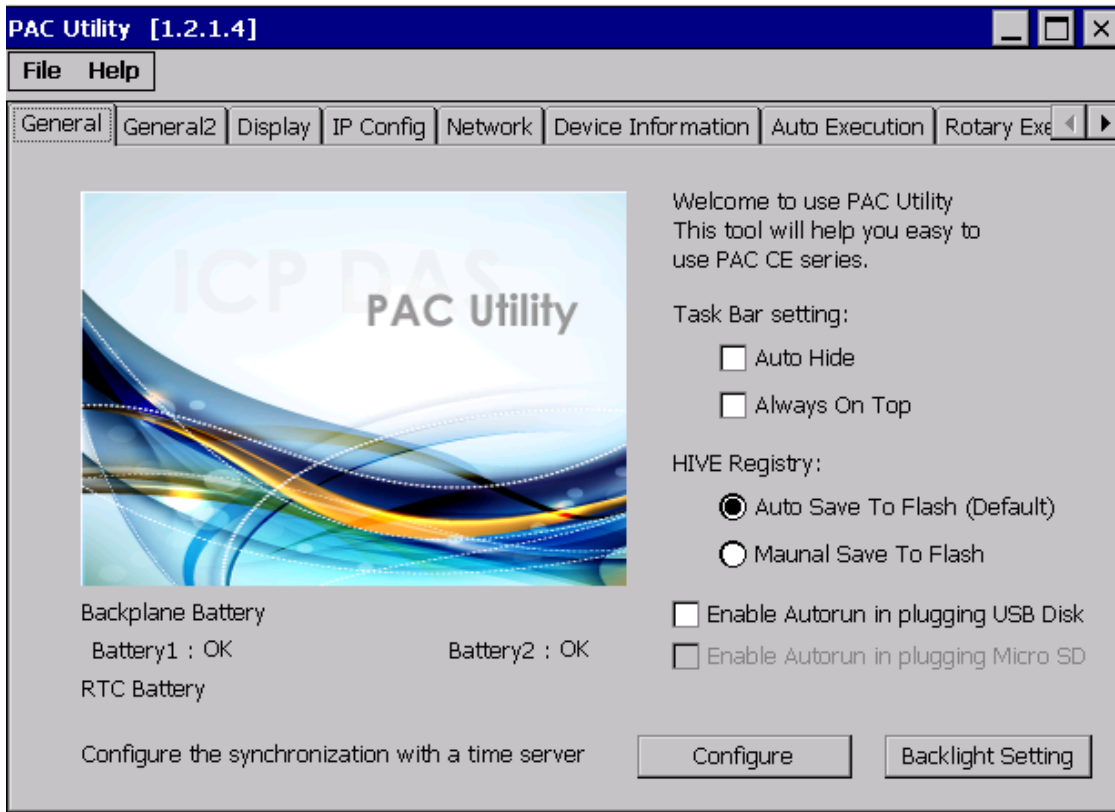 PAC Utility [1.2.1.4]
File Help
General General2 Display IP Config Network Device Information Auto Execution Rotary Exe
ICP DAS
PAC Utility
Welcome to use PAC Utility
This tool will help you easy to
use PAC CE series.
Task Bar setting:
Auto Hide
Always On Top
HIVE Registry:
Auto Save To Flash (Default)
Maunal Save To Flash
Enable Autorun in plugging USB Disk
Enable Autorun in plugging Micro SD
Backplane Battery
Battery1 : OK Battery2 : OK
RTC Battery
Configure the synchronization with a time server Configure Backlight Setting